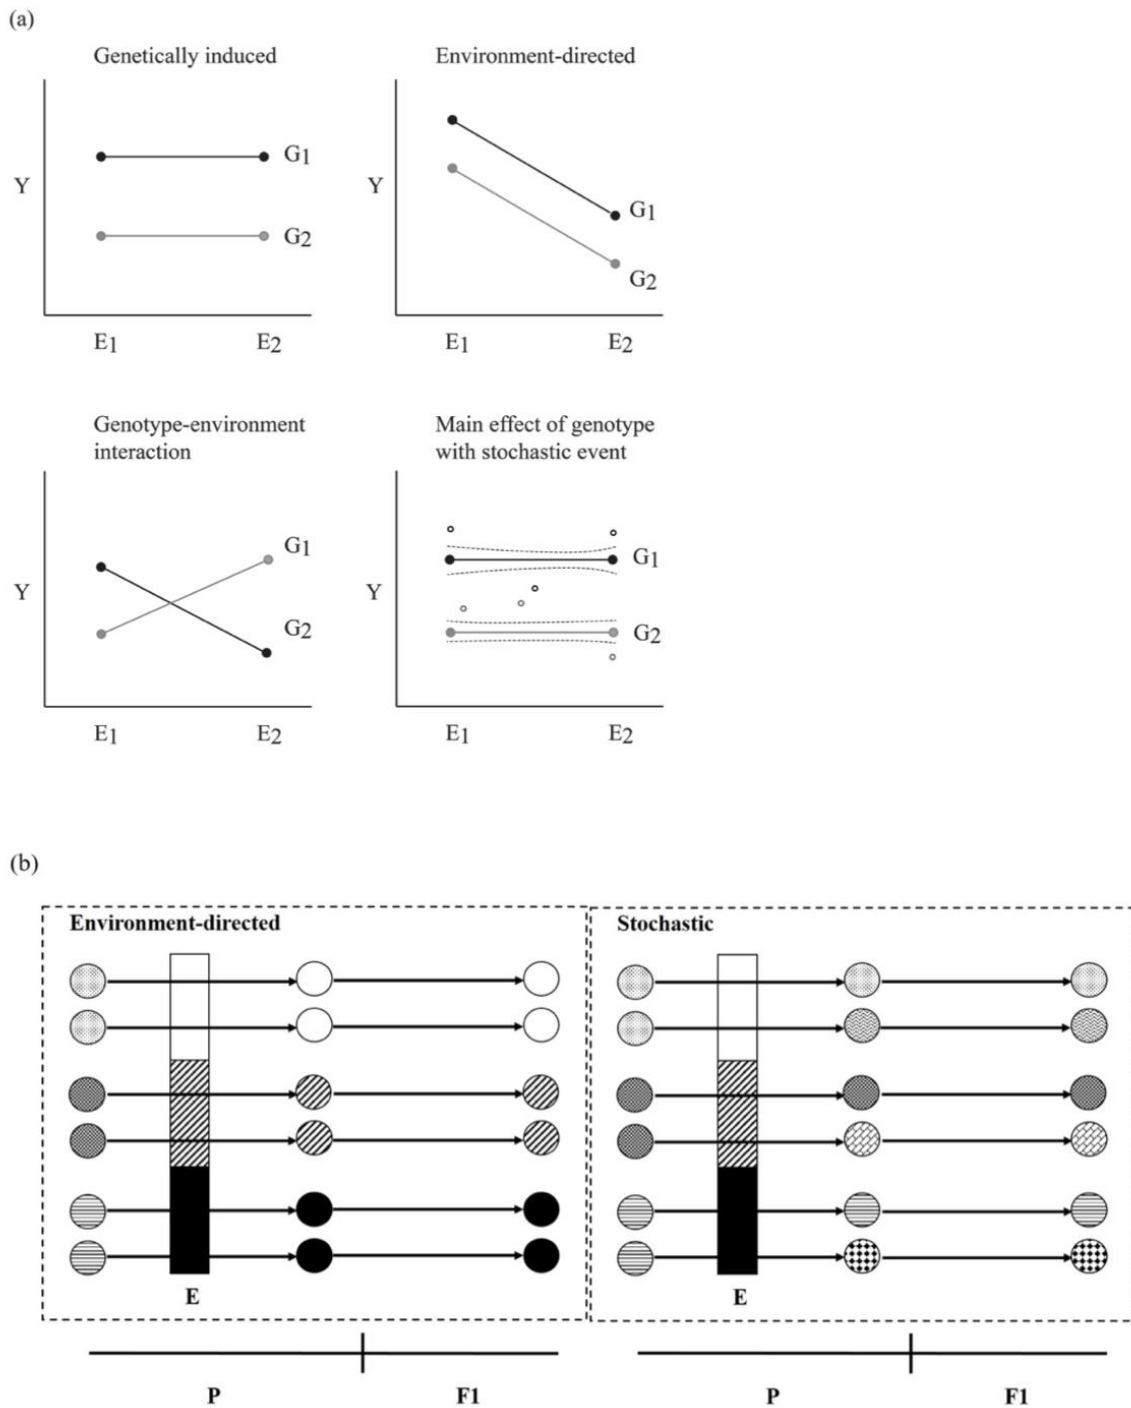 (a)
Genetically induced
Environment-directed
Y
G1
G2
E1
E2
Y
G1
G2
E1
E2
Genotype-environment
interaction
Main effect of genotype
with stochastic event
Y
G1
G2
E1
E2
Y
G1
G2
E1
E2
(b)
Environment-directed
Stochastic
E
E
P
F1
P
F1